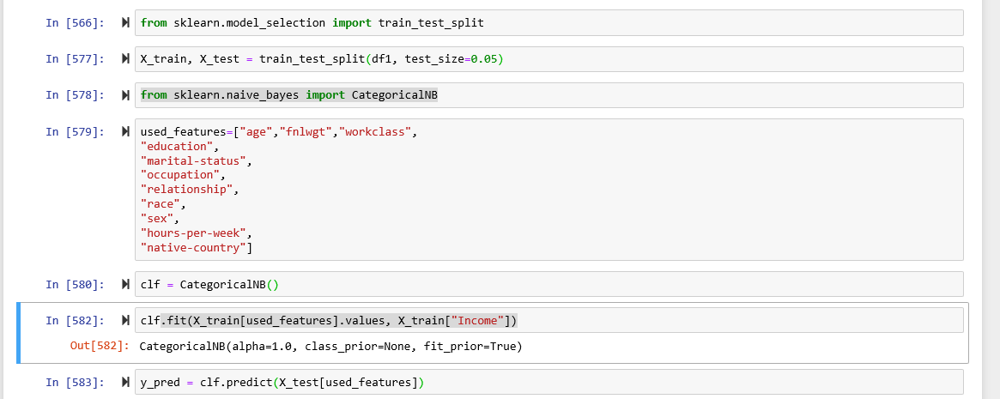 In [566]: from sklearn.model_selection import train_test_split
In [577]: X_train, X_test = train_test_split(df1, test_size=0.05)
In [578]: from sklearn.naive_bayes import CategoricalNB
In [579]: used_features=["age","fnlwgt","workclass",
"education",
"marital-status",
"occupation",
"relationship",
"race",
"sex",
"hours-per-week",
"native-country"]
In [580]: clf = CategoricalNB()
In [582]: clf.fit(X_train[used_features].values, X_train["Income"])
Out[582]: CategoricalNB(alpha=1.0, class_prior=None, fit_prior=True)
In [583]: y_pred = clf.predict(X_test[used_features])